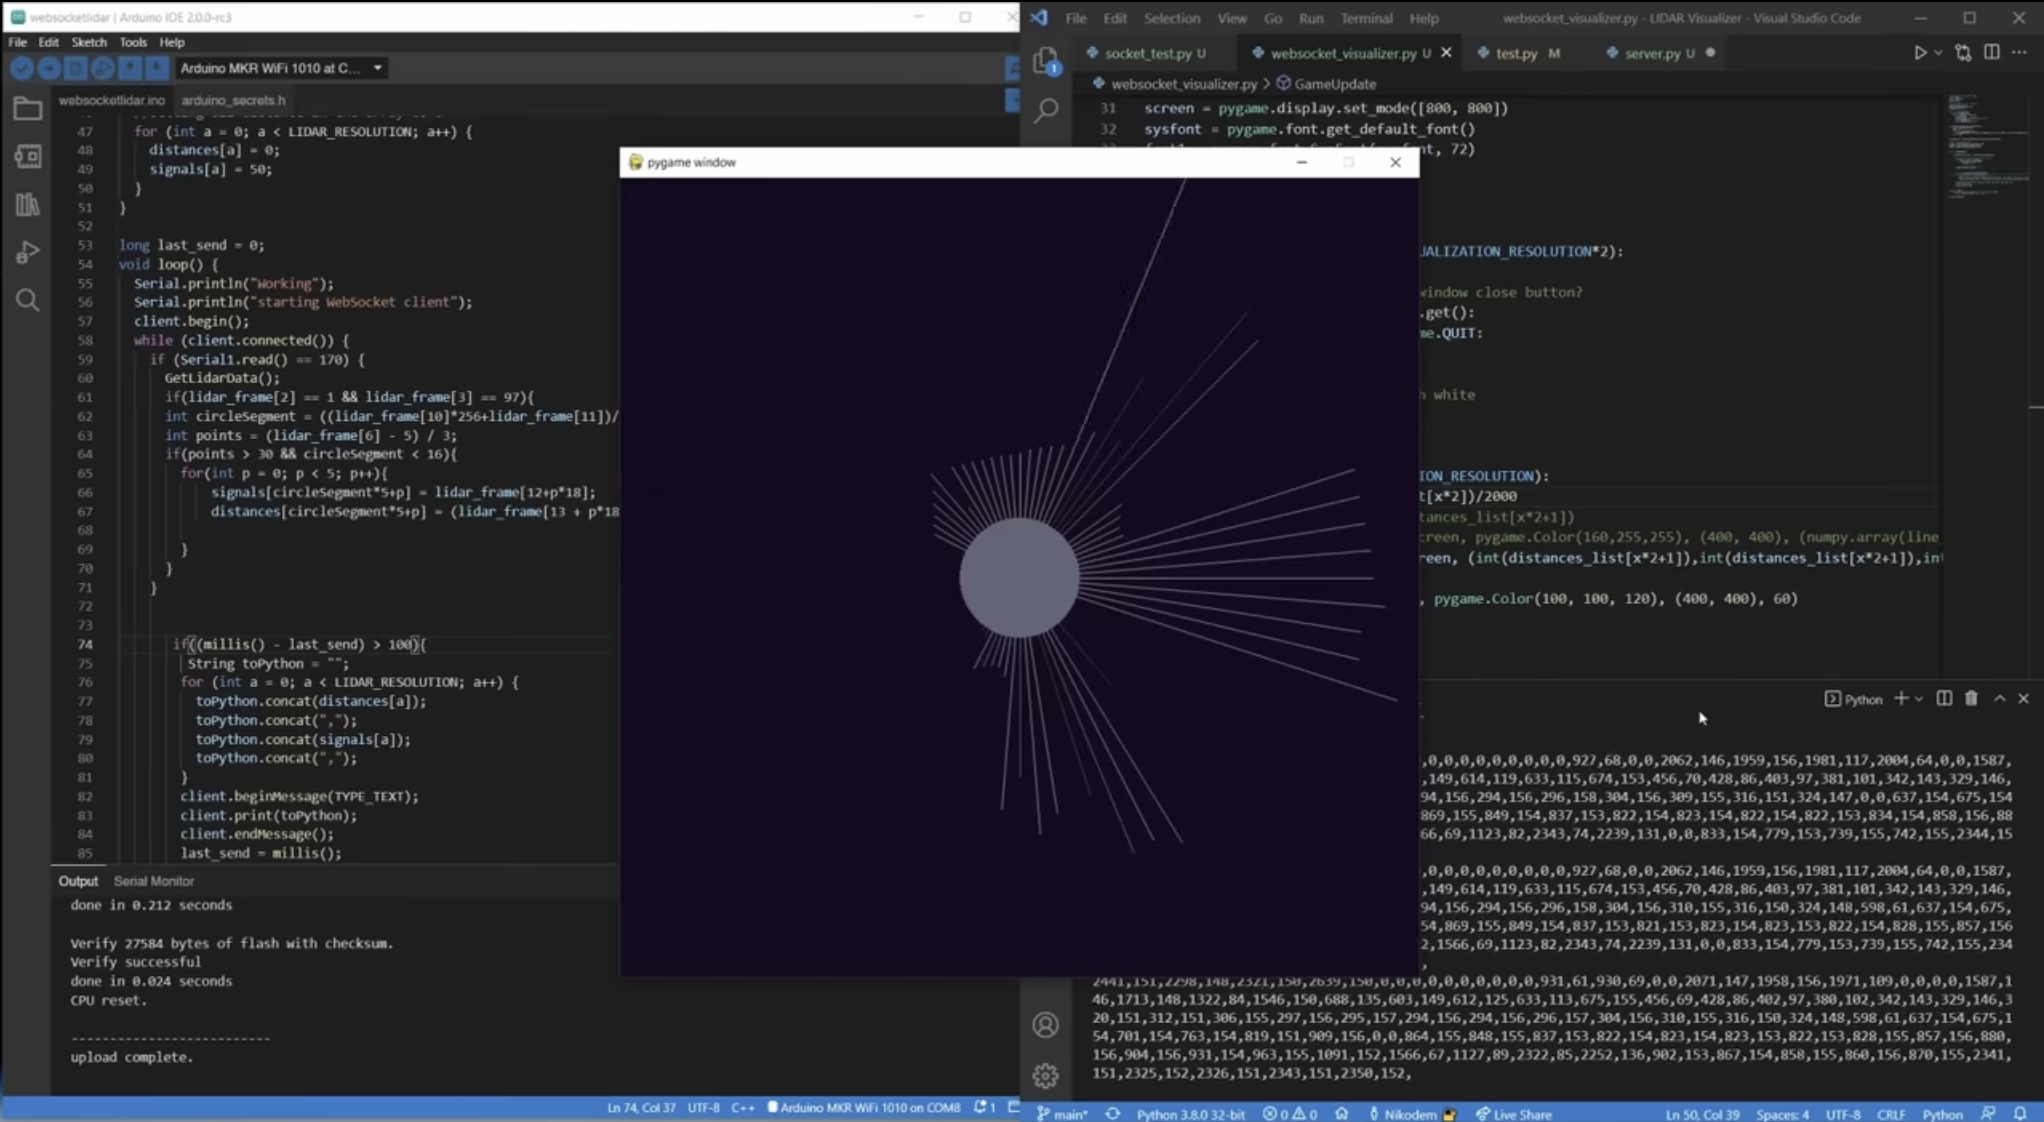 websocketlidar | Arduino IDE 2.0.0-rc3
File Edit Sketch Tools Help
Arduino MKR WiFi 1010 at C...
websocketlidar.ino arduino_secrets.h
47 for (int a = 0; a < LIDAR_RESOLUTION; a++) {
48 distances[a] = 0;
49 signals[a] = 50;
50 }
51 }
52
53 long last_send = 0;
54 void loop() {
55 Serial.println("Working");
56 Serial.println("starting WebSocket client");
57 client.begin();
58 while (client.connected()) {
59 if (Serial1.read() == 170) {
60 GetLidarData();
61 if(lidar_frame[2] == 1 && lidar_frame[3] == 97){
62 int circleSegment = ((lidar_frame[10]*256+lidar_frame[11])/
63 int points = (lidar_frame[6] - 5) / 3;
64 if(points > 30 && circleSegment < 16){
65 for(int p = 0; p < 5; p++){
66 signals[circleSegment*5+p] = lidar_frame[12+p*18];
67 distances[circleSegment*5+p] = (lidar_frame[13 + p*18
68
69 }
70 }
71 }
72
73
74 if((millis() - last_send) > 100){
75 String toPython = "";
76 for (int a = 0; a < LIDAR_RESOLUTION; a++) {
77 toPython.concat(distances[a]);
78 toPython.concat(",");
79 toPython.concat(signals[a]);
80 toPython.concat(",");
81 }
82 client.beginMessage(TYPE_TEXT);
83 client.print(toPython);
84 client.endMessage();
85 last_send = millis();
Output Serial Monitor
done in 0.212 seconds
Verify 27584 bytes of flash with checksum.
Verify successful
done in 0.024 seconds
CPU reset.
--------------------------
upload complete.
Ln 74, Col 37 UTF-8 C++ Arduino MKR WiFi 1010 on COM8 1
pygame window
File Edit Selection View Go Run Terminal Help websocket_visualizer.py - LIDAR Visualizer - Visual Studio Code
socket_test.py U websocket_visualizer.py U test.py M server.py U
1
websocket_visualizer.py > GameUpdate
31 screen = pygame.display.set_mode([800, 800])
32 sysfont = pygame.font.get_default_font()
nt, 72)
UALIZATION_RESOLUTION*2):
window close button?
.get():
me.QUIT:
h white
ION_RESOLUTION):
t[x*2])/2000
tances_list[x*2+1])
creen, pygame.Color(160,255,255), (400, 400), (numpy.array(line_
reen, (int(distances_list[x*2+1]),int(distances_list[x*2+1]),in
, pygame.Color(100, 100, 120), (400, 400), 60)
Python
,0,0,0,0,0,0,0,0,0,927,68,0,0,2062,146,1959,156,1981,117,2004,64,0,0,1587,
,149,614,119,633,115,674,153,456,70,428,86,403,97,381,101,342,143,329,146,
94,156,294,156,296,158,304,156,309,155,316,151,324,147,0,0,637,154,675,154
869,155,849,154,837,153,822,154,823,154,822,154,822,153,834,154,858,156,88
66,69,1123,82,2343,74,2239,131,0,0,833,154,779,153,739,155,742,155,2344,15
,0,0,0,0,0,0,0,0,0,927,68,0,0,2062,146,1959,156,1981,117,2004,64,0,0,1587,
,149,614,119,633,115,674,153,456,70,428,86,403,97,381,101,342,143,329,146,
94,156,294,156,296,158,304,156,310,155,316,150,324,148,598,61,637,154,675,
54,869,155,849,154,837,153,821,153,823,154,823,153,822,154,828,155,857,156
2,1566,69,1123,82,2343,74,2239,131,0,0,833,154,779,153,739,155,742,155,234
2441,151,2298,148,2321,150,2639,150,0,0,0,0,0,0,0,0,0,0,931,61,930,69,0,0,2071,147,1958,156,1971,109,0,0,0,0,1587,1
46,1713,148,1322,84,1546,150,688,135,603,149,612,125,633,113,675,155,456,69,428,86,402,97,380,102,342,143,329,146,3
20,151,312,151,306,155,297,156,295,157,294,156,294,156,296,157,304,156,310,155,316,150,324,148,598,61,637,154,675,1
54,701,154,763,154,819,151,909,156,0,0,864,155,848,155,837,153,822,154,823,154,823,153,822,153,828,155,857,156,880,
156,904,156,931,154,963,155,1091,152,1566,67,1127,89,2322,85,2252,136,902,153,867,154,858,155,860,156,870,155,2341,
151,2325,152,2326,151,2343,151,2350,152,
main* Python 3.8.0 32-bit 0 0 Nikodem Live Share Ln 50, Col 39 Spaces: 4 UTF-8 CRLF Python